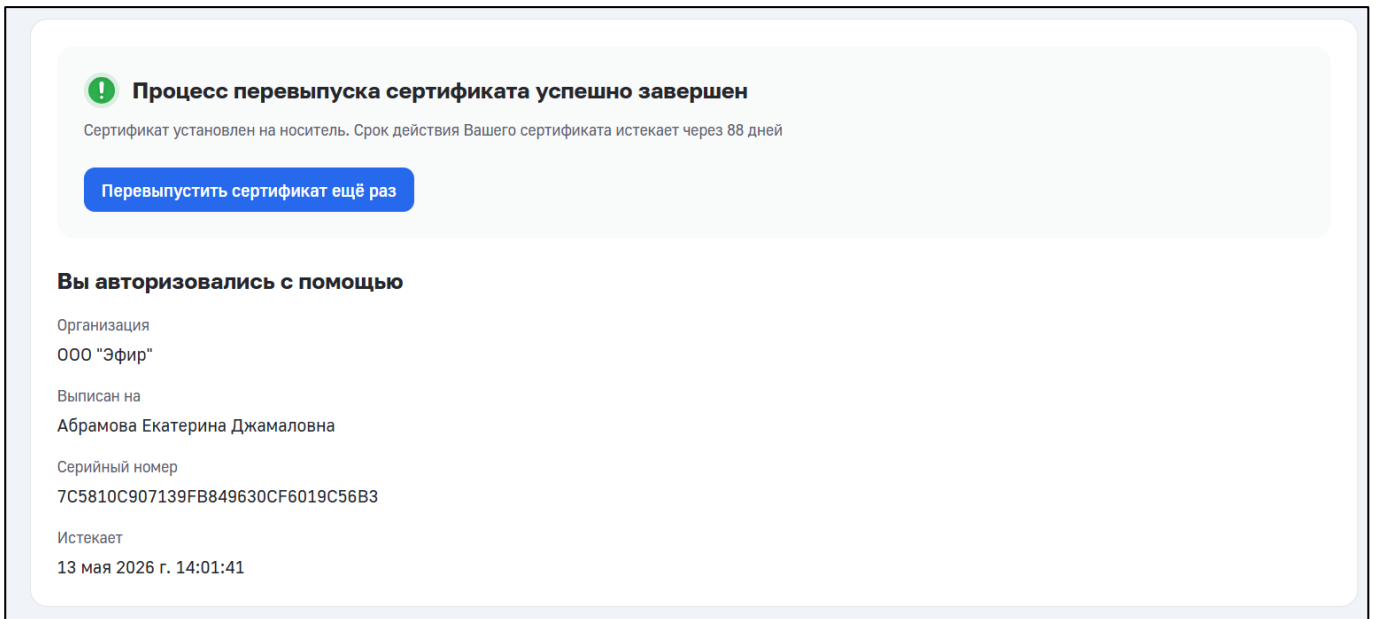 Процесс перевыпуска сертификата успешно завершен
Сертификат установлен на носитель. Срок действия Вашего сертификата истекает через 88 дней
Перевыпустить сертификат ещё раз
Вы авторизовались с помощью
Организация
ООО "Эфир"
Выписан на
Абрамова Екатерина Джамаловна
Серийный номер
7C5810C907139FB849630CF6019C56B3
Истекает
13 мая 2026 г. 14:01:41